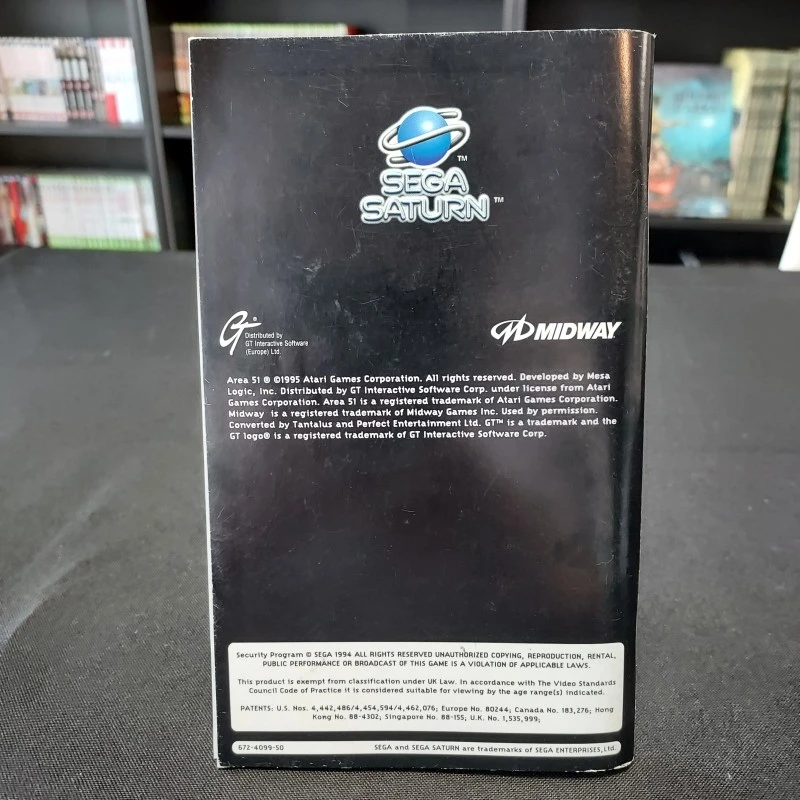 SEGA™
SATURN™
GT®
Distributed by
GT Interactive Software
(Europe) Ltd.
MIDWAY
Area 51 ® ©1995 Atari Games Corporation. All rights reserved. Developed by Mesa
Logic, Inc. Distributed by GT Interactive Software Corp. under license from Atari
Games Corporation. Area 51 is a registered trademark of Atari Games Corporation.
Midway is a registered trademark of Midway Games Inc. Used by permission.
Converted by Tantalus and Perfect Entertainment Ltd. GT™ is a trademark and the
GT logo® is a registered trademark of GT Interactive Software Corp.
Security Program © SEGA 1994 ALL RIGHTS RESERVED UNAUTHORIZED COPYING, REPRODUCTION, RENTAL,
PUBLIC PERFORMANCE OR BROADCAST OF THIS GAME IS A VIOLATION OF APPLICABLE LAWS.
This product is exempt from classification under UK Law. In accordance with The Video Standards
Council Code of Practice it is considered suitable for viewing by the age range(s) indicated.
PATENTS: U.S. Nos. 4,442,486/4,454,594/4,462,076; Europe No. 80244; Canada No. 183,276; Hong
Kong No. 88-4302; Singapore No. 88-155; U.K. No. 1,535,999;
672-4099-50
SEGA and SEGA SATURN are trademarks of SEGA ENTERPRISES, Ltd.